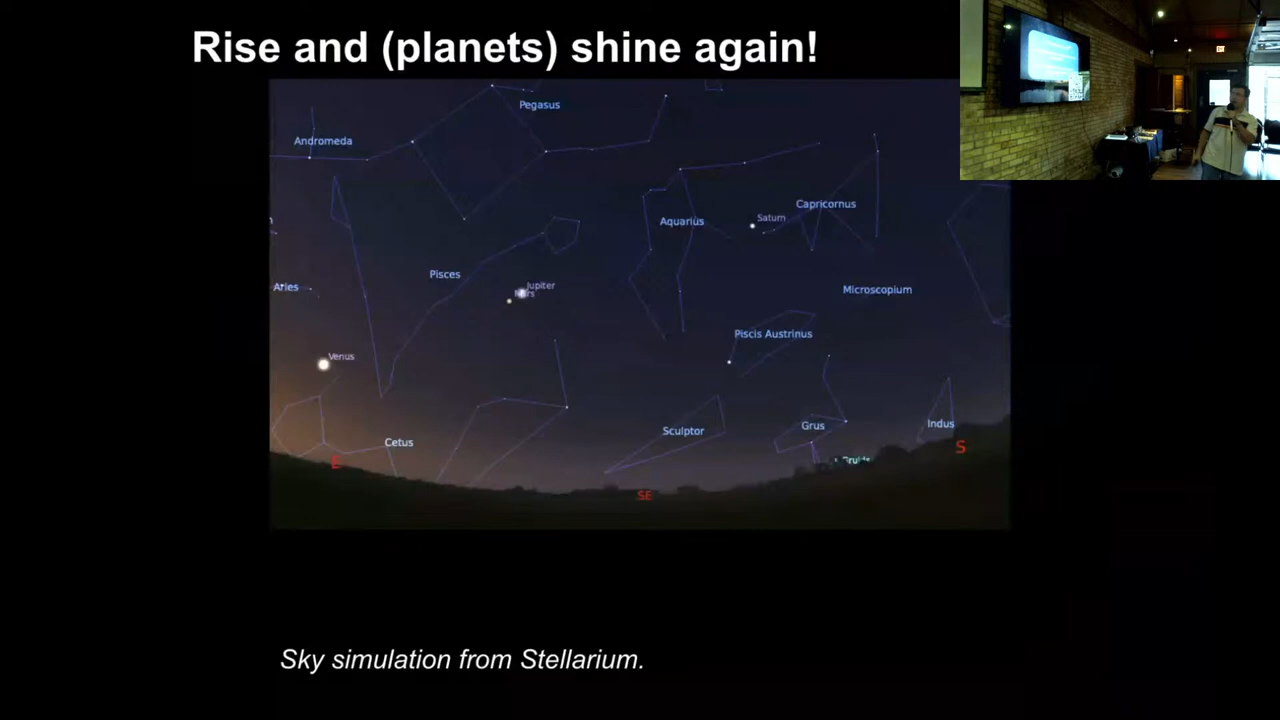 Rise and (planets) shine again!
Pegasus
Andromeda
Capricornus
Aquarius
Saturn
Pisces
Jupiter
Mars
Aries
Microscopium
Piscis Austrinus
Venus
Sculptor
Grus
Indus
Cetus
E
S
SE
Sky simulation from Stellarium.